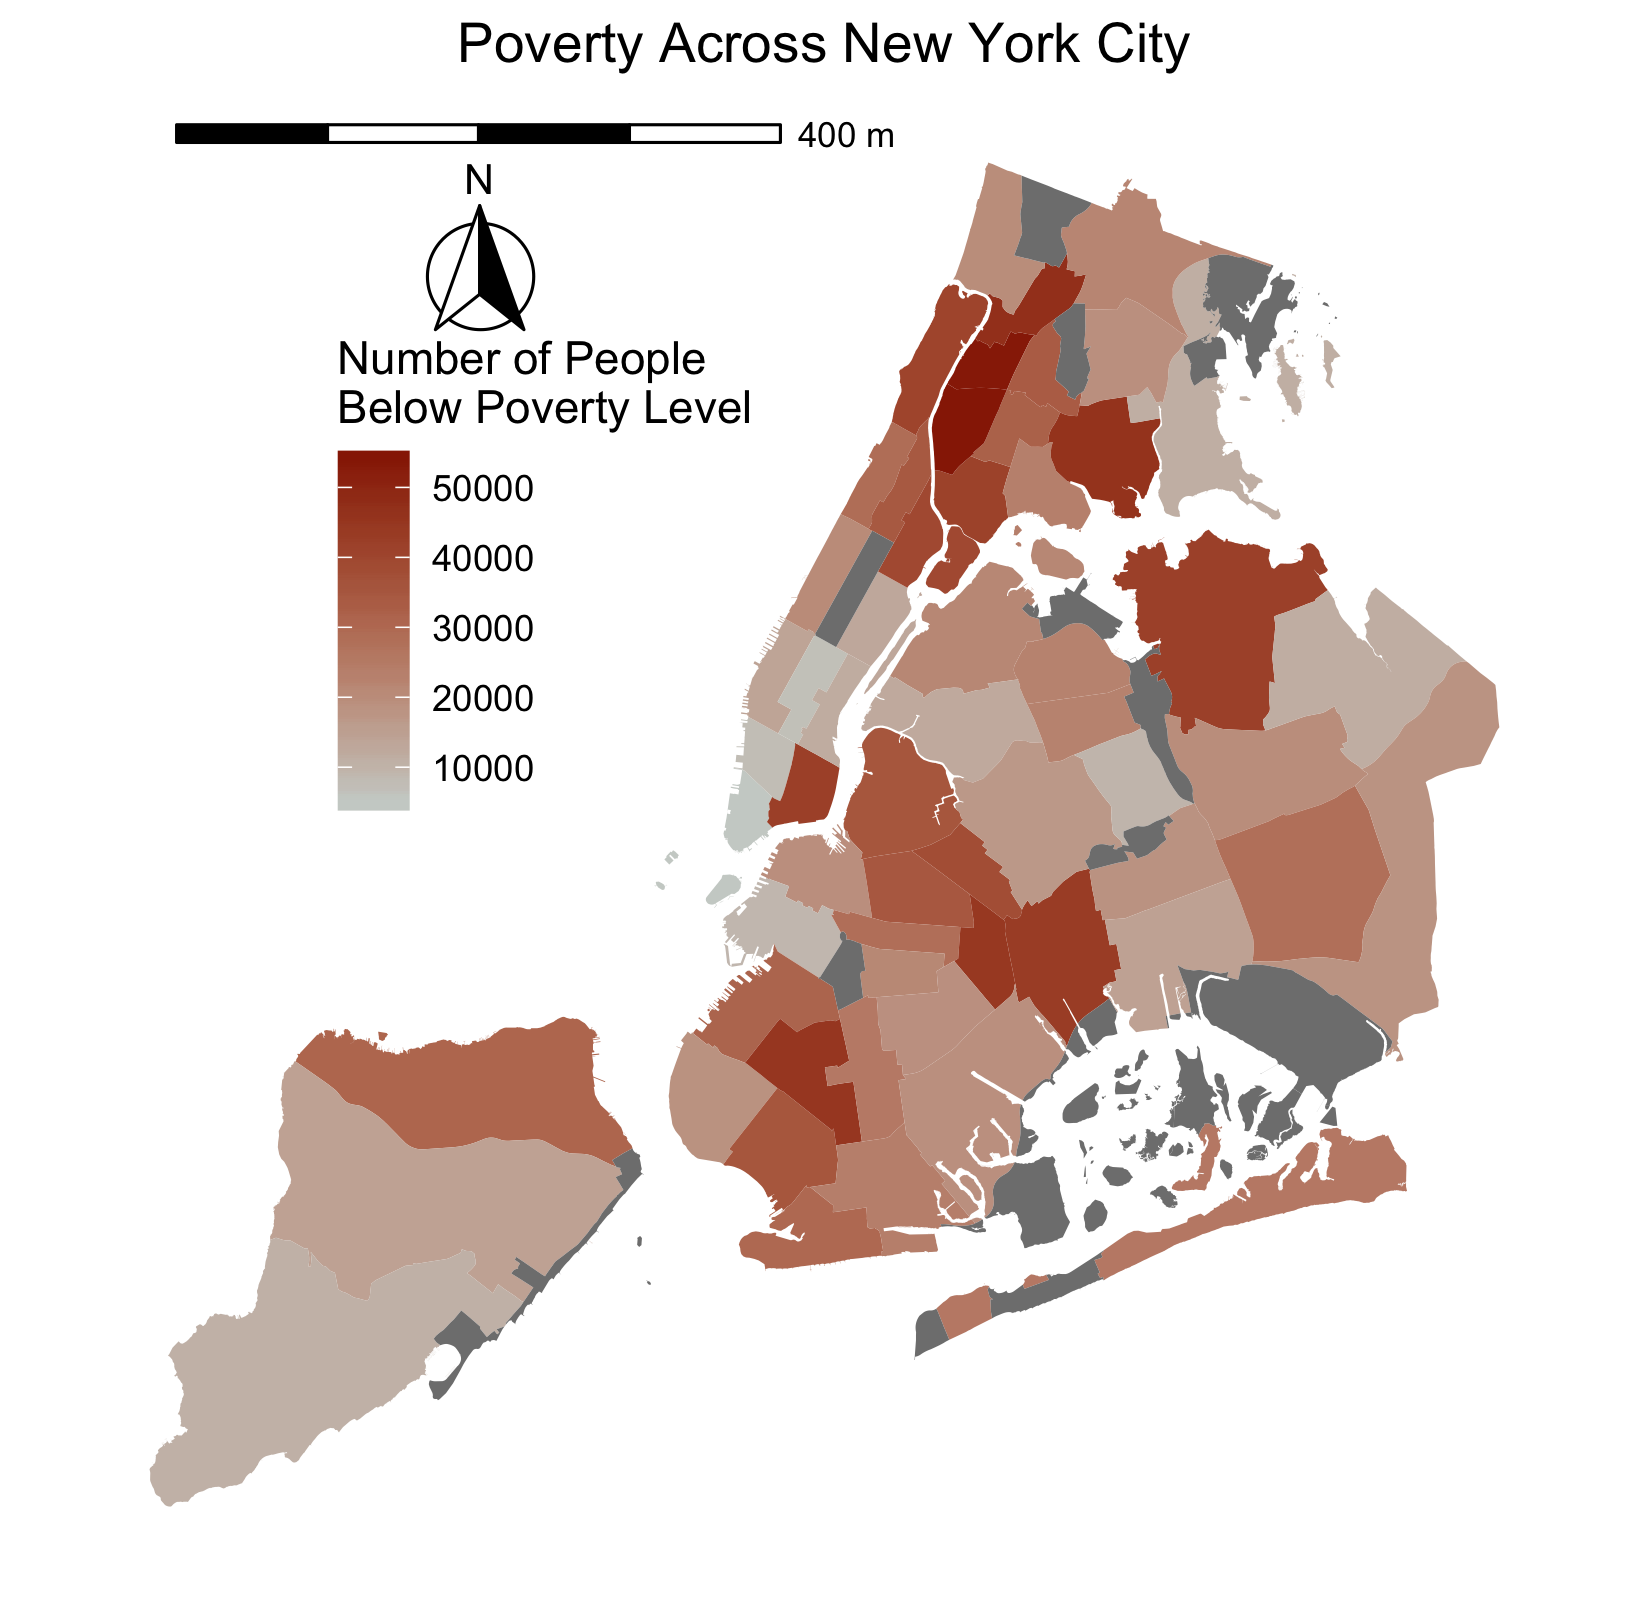 Poverty Across New York City
400 m
N
Number of People
Below Poverty Level
50000
40000
30000
20000
10000